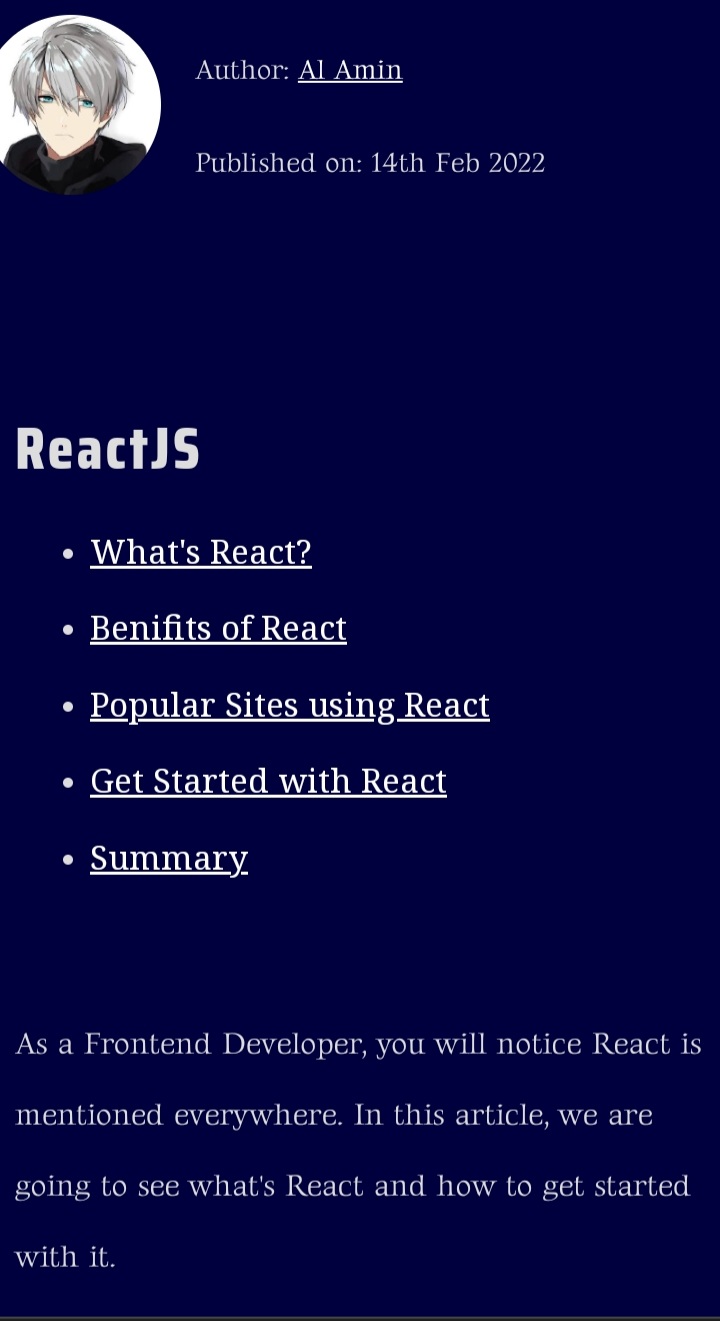 Author: Al Amin
Published on: 14th Feb 2022
ReactJS
• What's React?
• Benifits of React
• Popular Sites using React
• Get Started with React
• Summary
As a Frontend Developer, you will notice React is
mentioned everywhere. In this article, we are
going to see what's React and how to get started
with it.